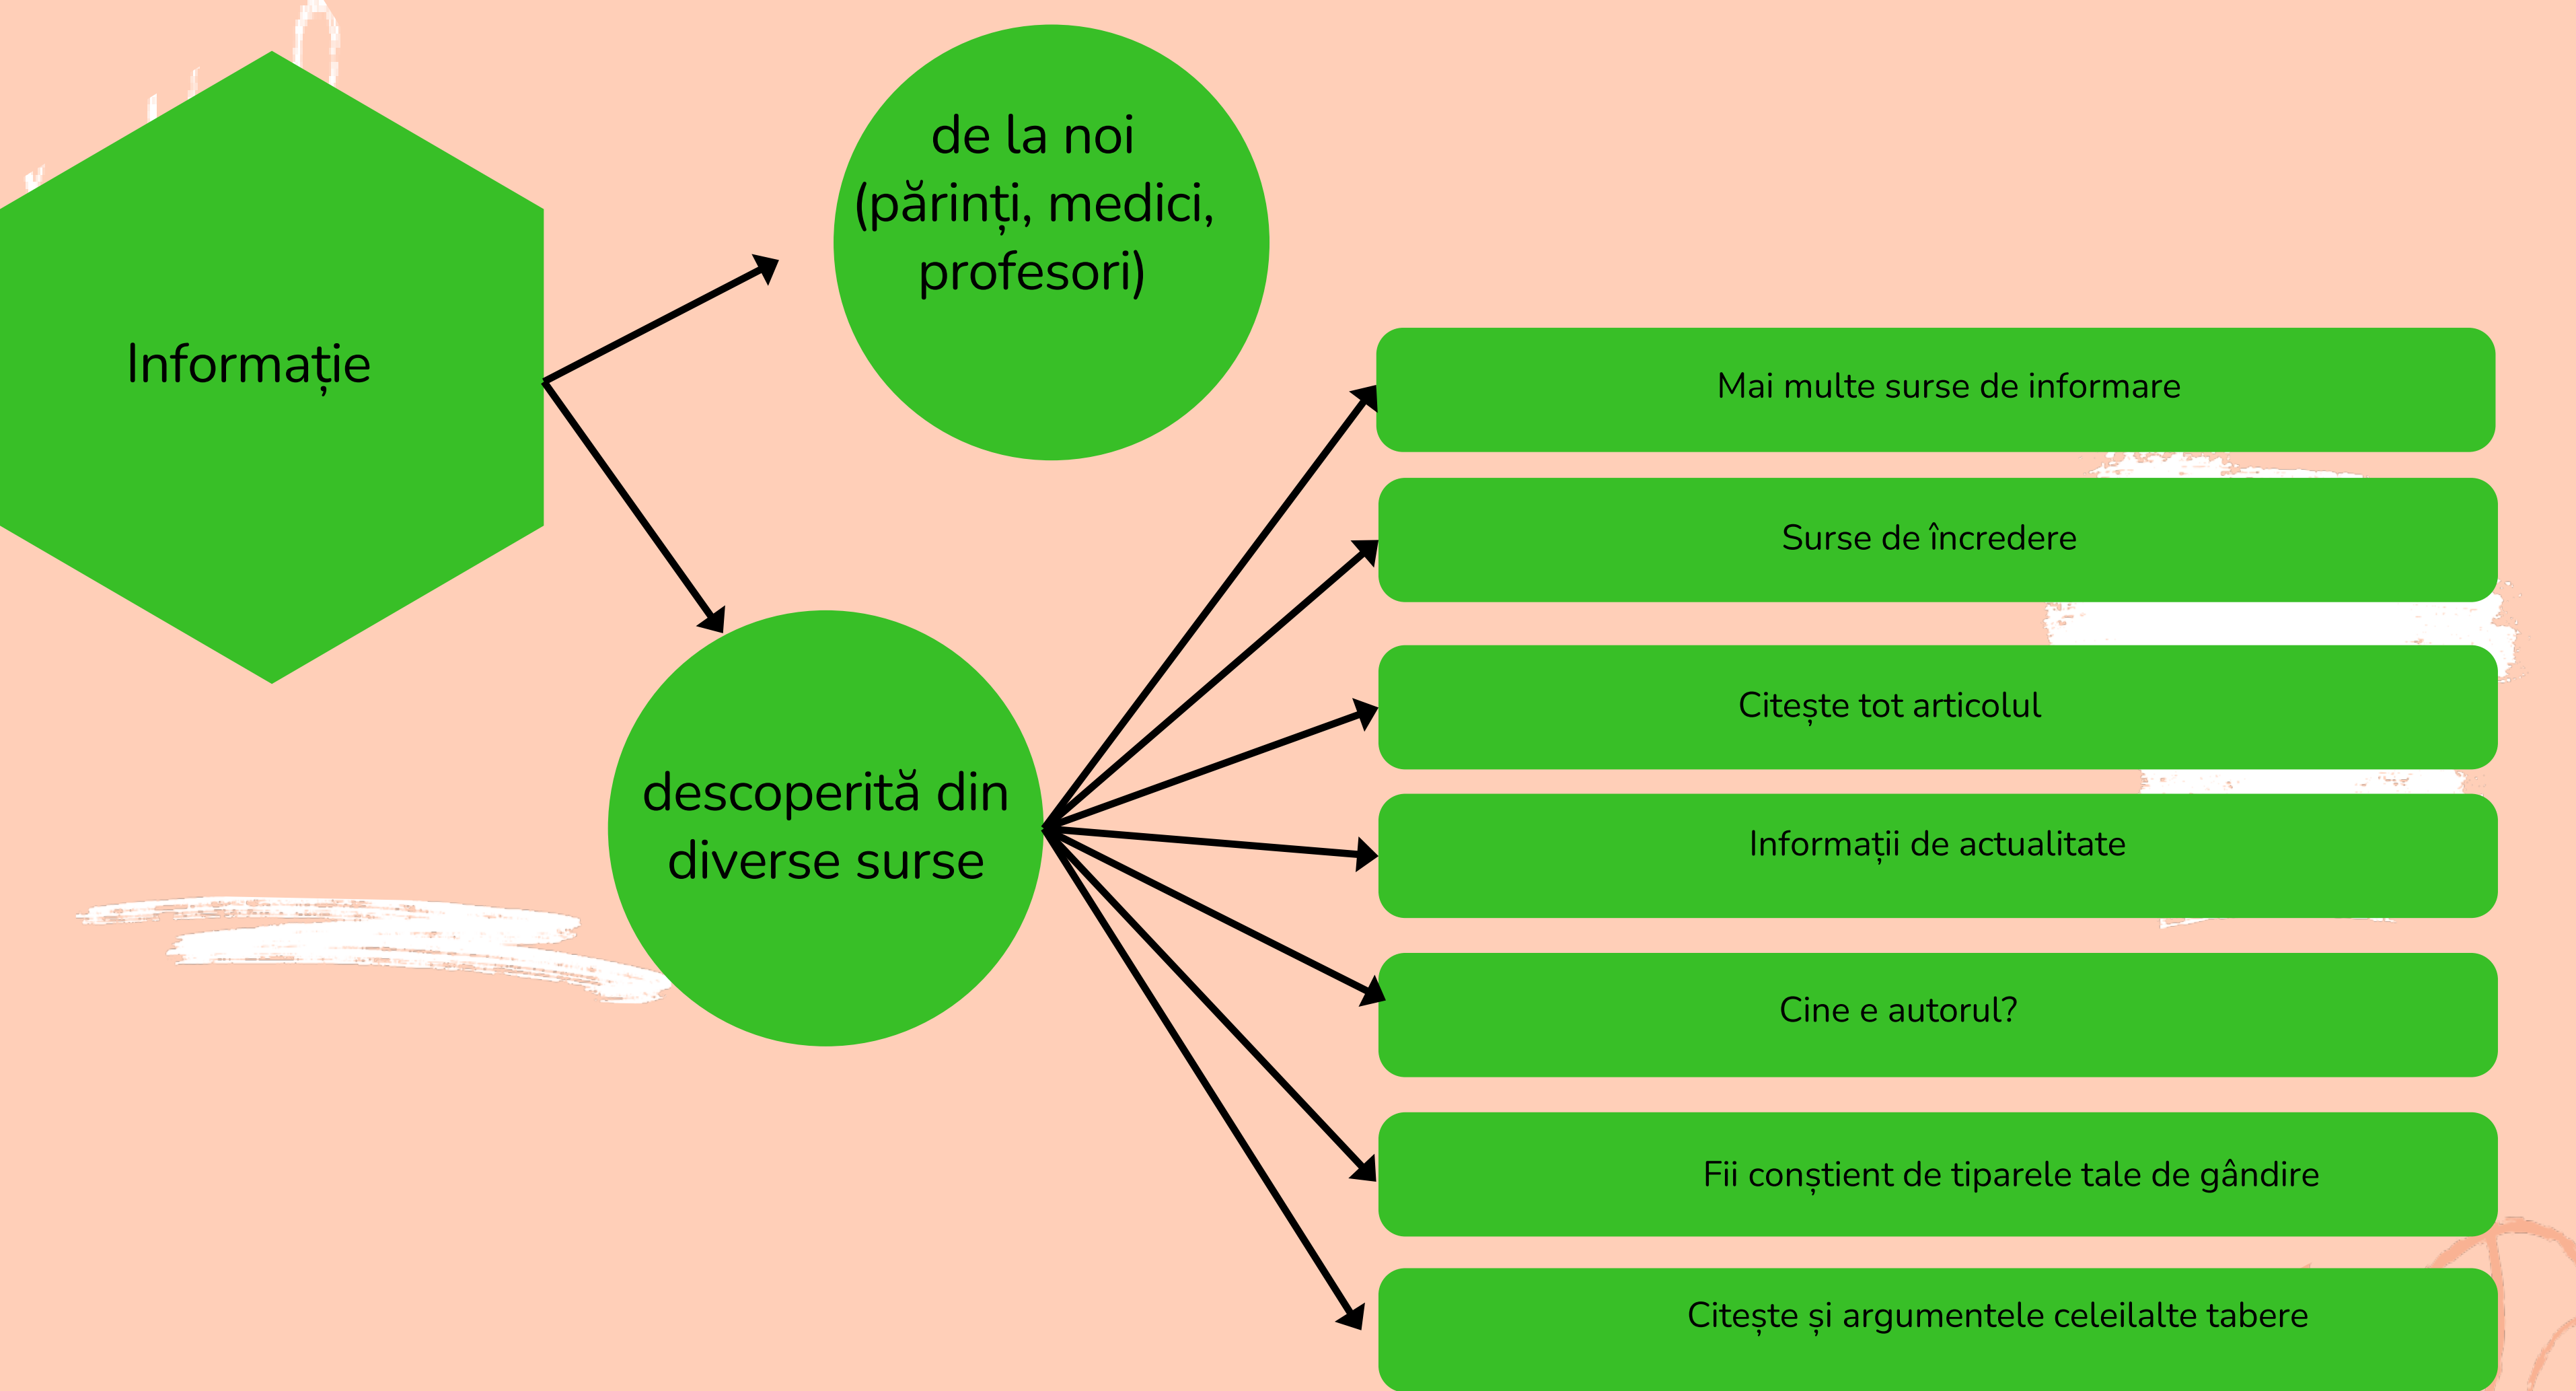 Informație
de la noi
(părinți, medici,
profesori)
descoperită din
diverse surse
Mai multe surse de informare
Surse de încredere
Citește tot articolul
Informații de actualitate
Cine e autorul?
Fii conștient de tiparele tale de gândire
Citește și argumentele celeilalte tabere